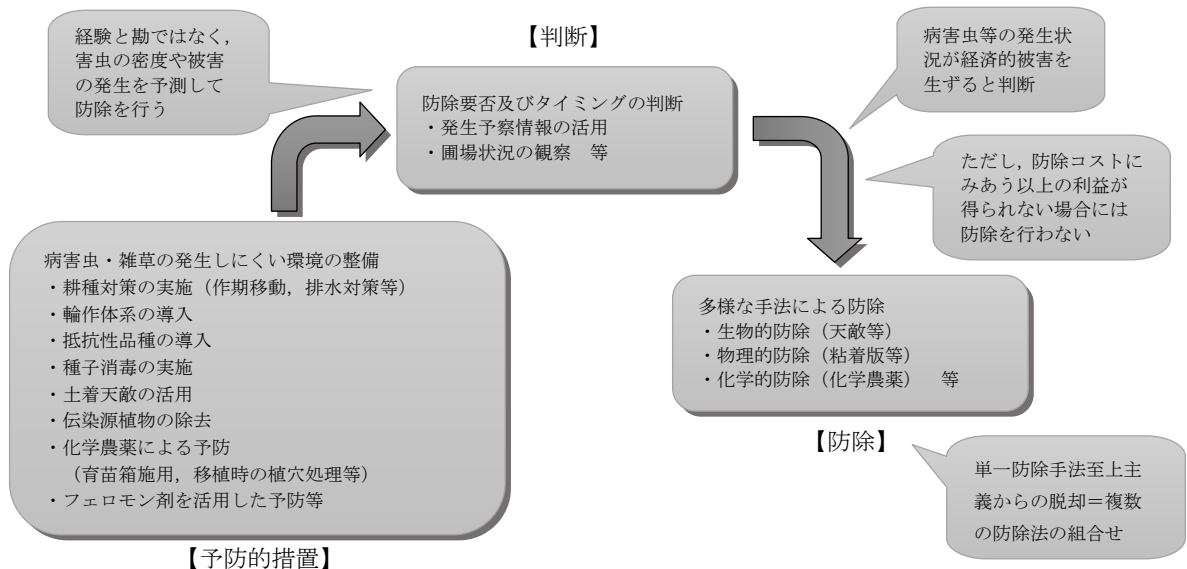 経験と勘ではなく，
害虫の密度や被害
の発生を予測して
防除を行う
【判断】
防除要否及びタイミングの判断
・発生予察情報の活用
・圃場状況の観察　等
病害虫等の発生状
況が経済的被害を
生ずると判断
ただし，防除コストに
みあう以上の利益が
得られない場合には
防除を行わない
病害虫・雑草の発生しにくい環境の整備
・耕種対策の実施（作期移動，排水対策等）
・輪作体系の導入
・抵抗性品種の導入
・種子消毒の実施
・土着天敵の活用
・伝染源植物の除去
・化学農薬による予防
（育苗箱施用，移植時の植穴処理等）
・フェロモン剤を活用した予防等
【予防的措置】
多様な手法による防除
・生物的防除（天敵等）
・物理的防除（粘着版等）
・化学的防除（化学農薬）　等
【防除】
単一防除手法至上主
義からの脱却＝複数
の防除法の組合せ